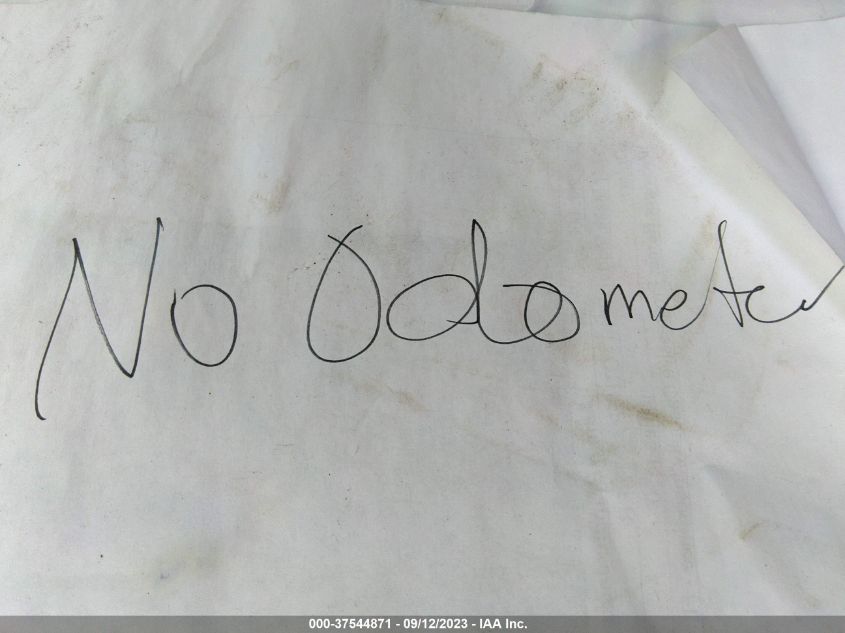 No Odometer
000-37544871 - 09/12/2023 - IAA Inc.